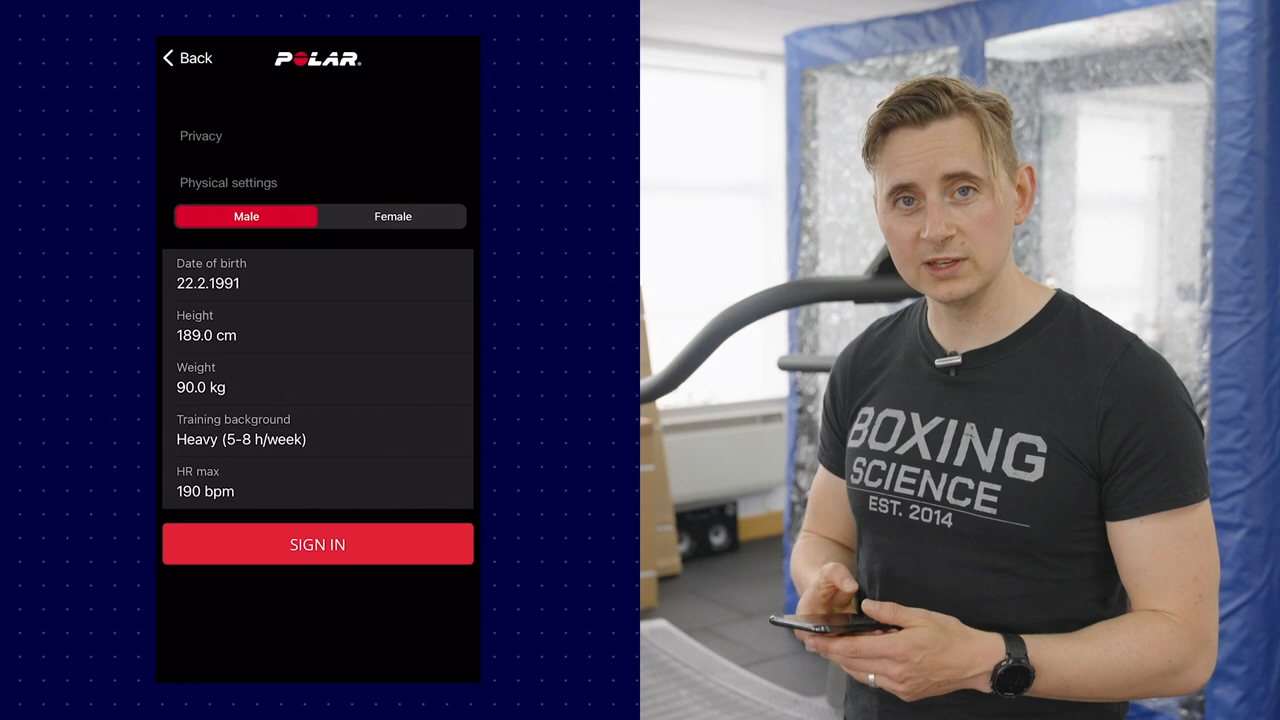 Back
POLAR®
Privacy
Physical settings
Male
Female
Date of birth
22.2.1991
Height
189.0 cm
Weight
90.0 kg
Training background
Heavy (5-8 h/week)
HR max
190 bpm
SIGN IN
BOXING
SCIENCE
EST. 2014